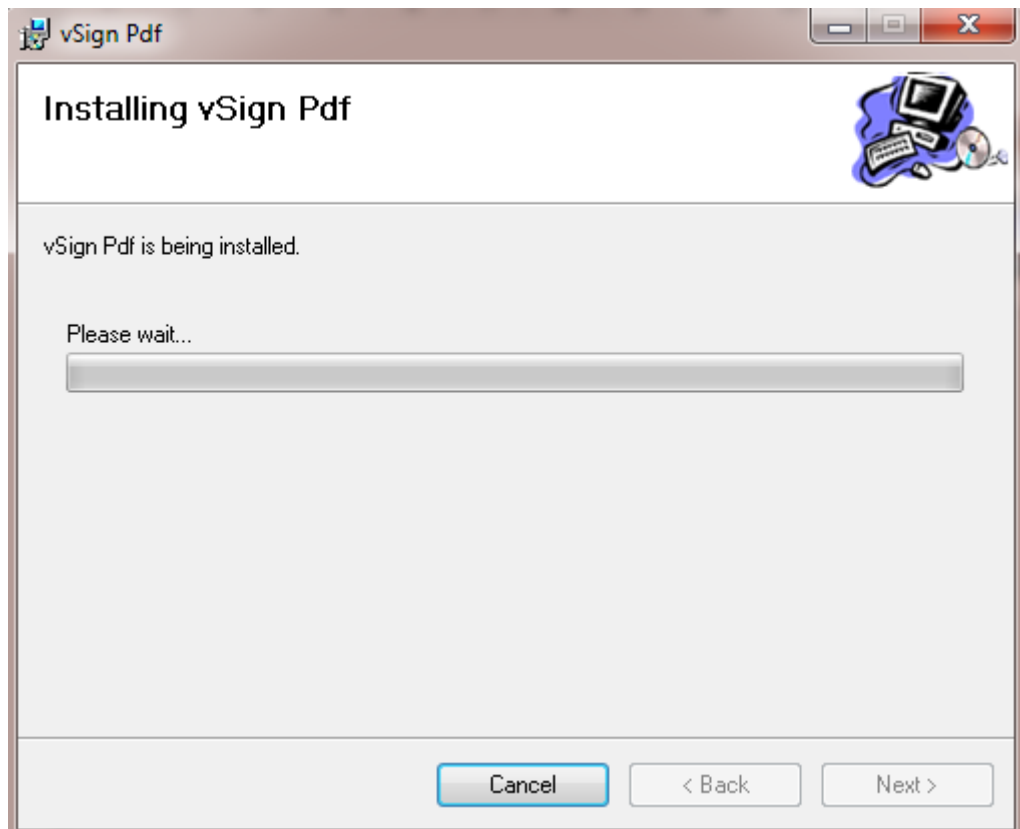 vSign Pdf
Installing vSign Pdf
vSign Pdf is being installed.
Please wait...
Cancel
< Back
Next >